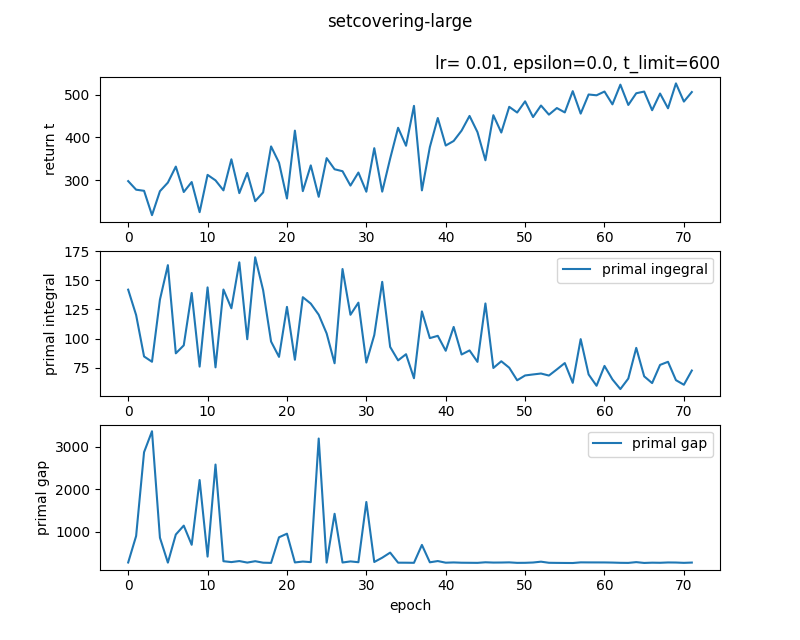 setcovering-large
lr= 0.01, epsilon=0.0, t_limit=600
return t
500
400
300
0 10 20 30 40 50 60 70
primal integral
175
150
125
100
75
primal ingegral
0 10 20 30 40 50 60 70
primal gap
3000
2000
1000
primal gap
0 10 20 30 40 50 60 70
epoch